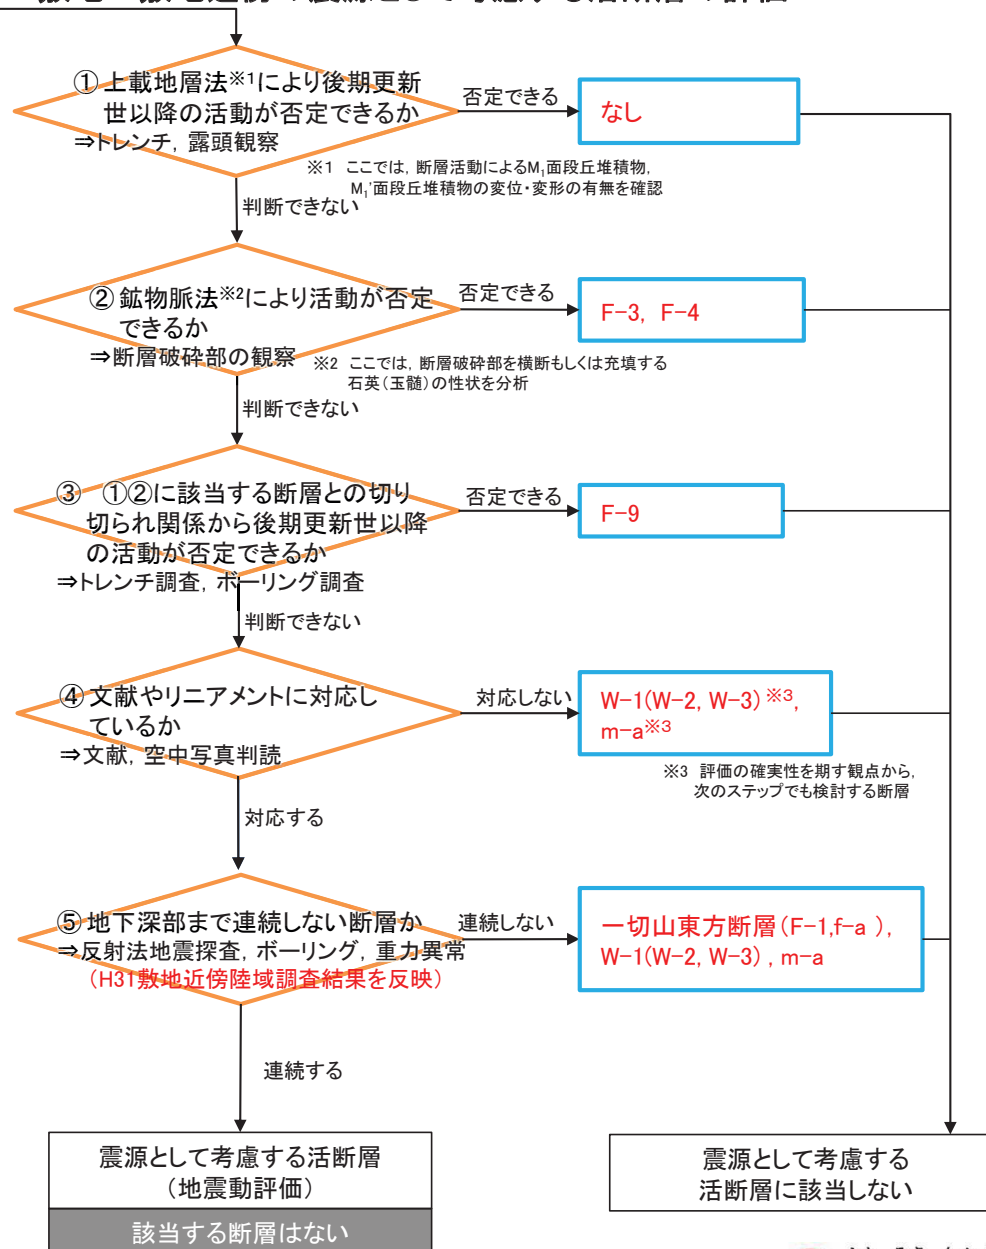 ① 上載地層法※1により後期更新
世以降の活動が否定できるか
⇒トレンチ, 露頭観察
否定できる
なし
※1 ここでは, 断層活動によるM1面段丘堆積物,
M1'面段丘堆積物の変位・変形の有無を確認
判断できない
② 鉱物脈法※2により活動が否定
できるか
⇒断層破砕部の観察
否定できる
F-3, F-4
※2 ここでは, 断層破砕部を横断もしくは充填する
石英(玉髄)の性状を分析
判断できない
③ ①②に該当する断層との切り
切られ関係から後期更新世以降
の活動が否定できるか
⇒トレンチ調査, ボーリング調査
否定できる
F-9
判断できない
④ 文献やリニアメントに対応し
ているか
⇒文献, 空中写真判読
対応しない
W-1(W-2, W-3)※3,
m-a※3
※3 評価の確実性を期す観点から,
次のステップでも検討する断層
対応する
⑤ 地下深部まで連続しない断層か
⇒反射法地震探査, ボーリング, 重力異常
(H31敷地近傍陸域調査結果を反映)
連続しない
一切山東方断層(F-1,f-a ),
W-1(W-2, W-3) , m-a
連続する
震源として考慮する活断層
(地震動評価)
該当する断層はない
震源として考慮する
活断層に該当しない